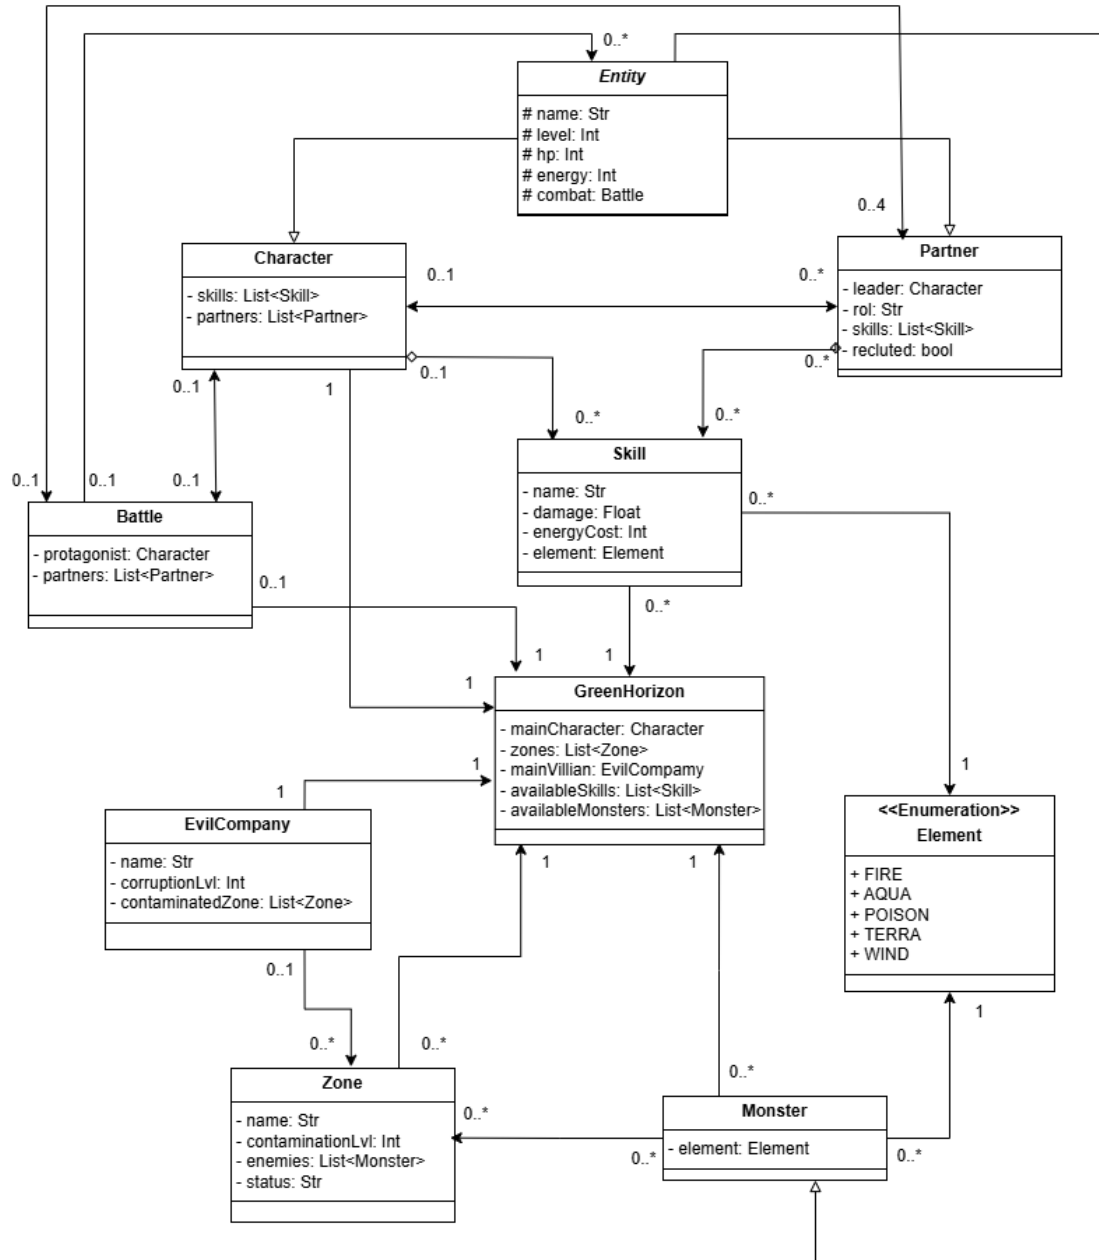 0..*
Entity
# name: Str
# level: Int
# hp: Int
# energy: Int
# combat: Battle
0..4
Character
- skills: List<Skill>
- partners: List<Partner>
0..1
0..*
Partner
- leader: Character
- rol: Str
- skills: List<Skill>
- recluted: bool
0..1
0..*
0..1
1
0..*
0..*
0..1
0..1
0..1
Skill
- name: Str
- damage: Float
- energyCost: Int
- element: Element
0..*
Battle
- protagonist: Character
- partners: List<Partner>
0..1
0..*
1
1
1
GreenHorizon
- mainCharacter: Character
- zones: List<Zone>
- mainVillian: EvilCompamy
- availableSkills: List<Skill>
- availableMonsters: List<Monster>
1
1
1
EvilCompany
- name: Str
- corruptionLvl: Int
- contaminatedZone: List<Zone>
<<Enumeration>>
Element
+ FIRE
+ AQUA
+ POISON
+ TERRA
+ WIND
1
1
0..1
1
0..*
0..*
0..*
Zone
- name: Str
- contaminationLvl: Int
- enemies: List<Monster>
- status: Str
0..*
0..*
Monster
- element: Element
0..*